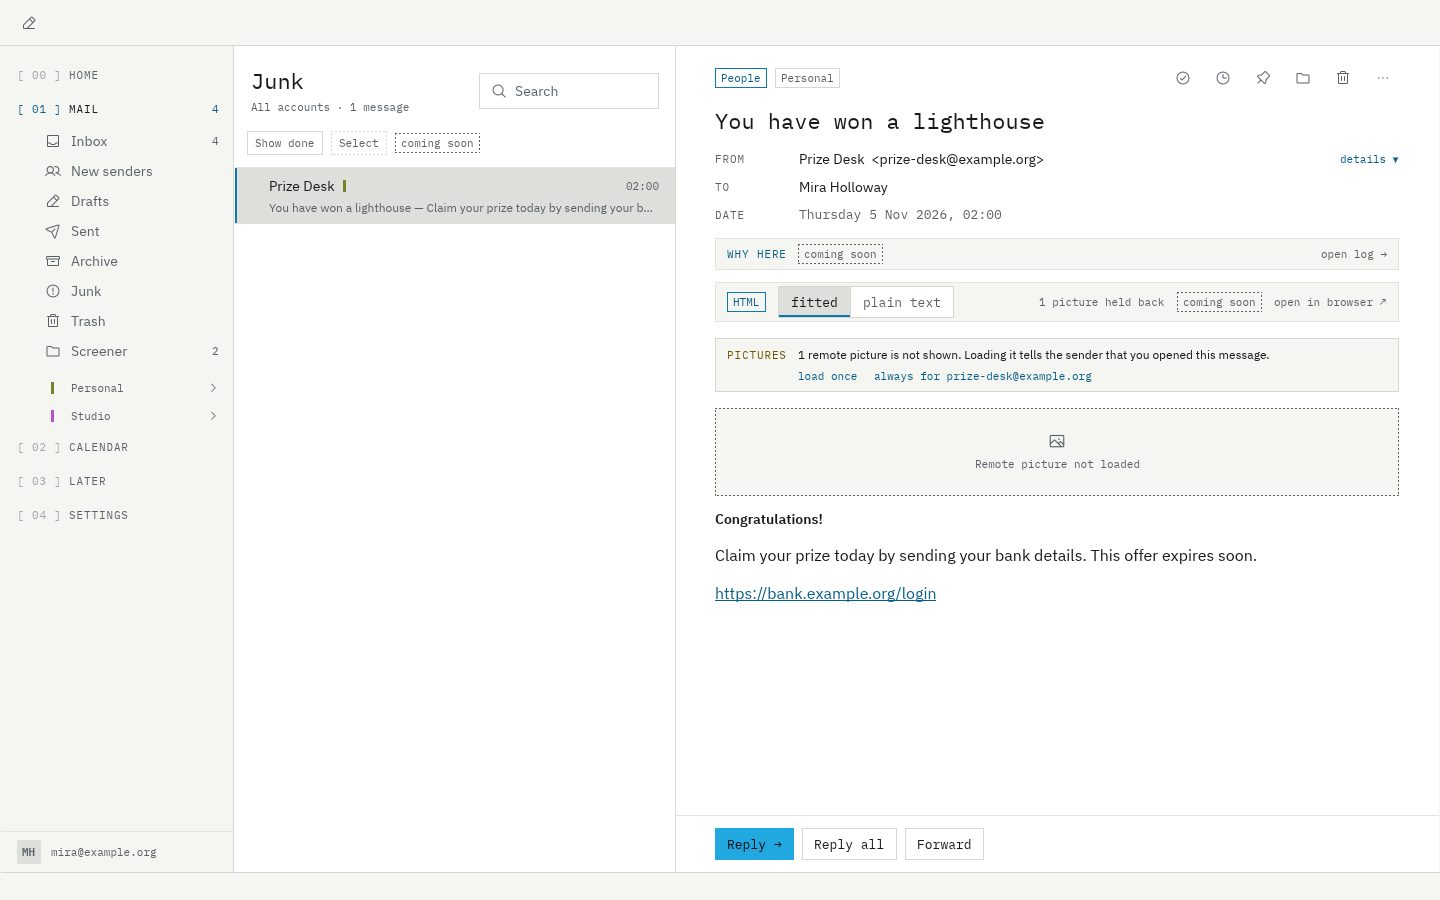 [ 00 ] HOME
[ 01 ] MAIL 4
Inbox 4
New senders
Drafts
Sent
Archive
Junk
Trash
Screener 2
Personal
Studio
[ 02 ] CALENDAR
[ 03 ] LATER
[ 04 ] SETTINGS
MH mira@example.org
Junk
All accounts · 1 message
Search
Show done Select coming soon
Prize Desk 02:00
You have won a lighthouse — Claim your prize today by sending your b…
People Personal
You have won a lighthouse
FROM Prize Desk <prize-desk@example.org> details ▾
TO Mira Holloway
DATE Thursday 5 Nov 2026, 02:00
WHY HERE coming soon open log →
HTML fitted plain text 1 picture held back coming soon open in browser ↗
PICTURES 1 remote picture is not shown. Loading it tells the sender that you opened this message.
load once always for prize-desk@example.org
Remote picture not loaded
Congratulations!
Claim your prize today by sending your bank details. This offer expires soon.
https://bank.example.org/login
Reply → Reply all Forward